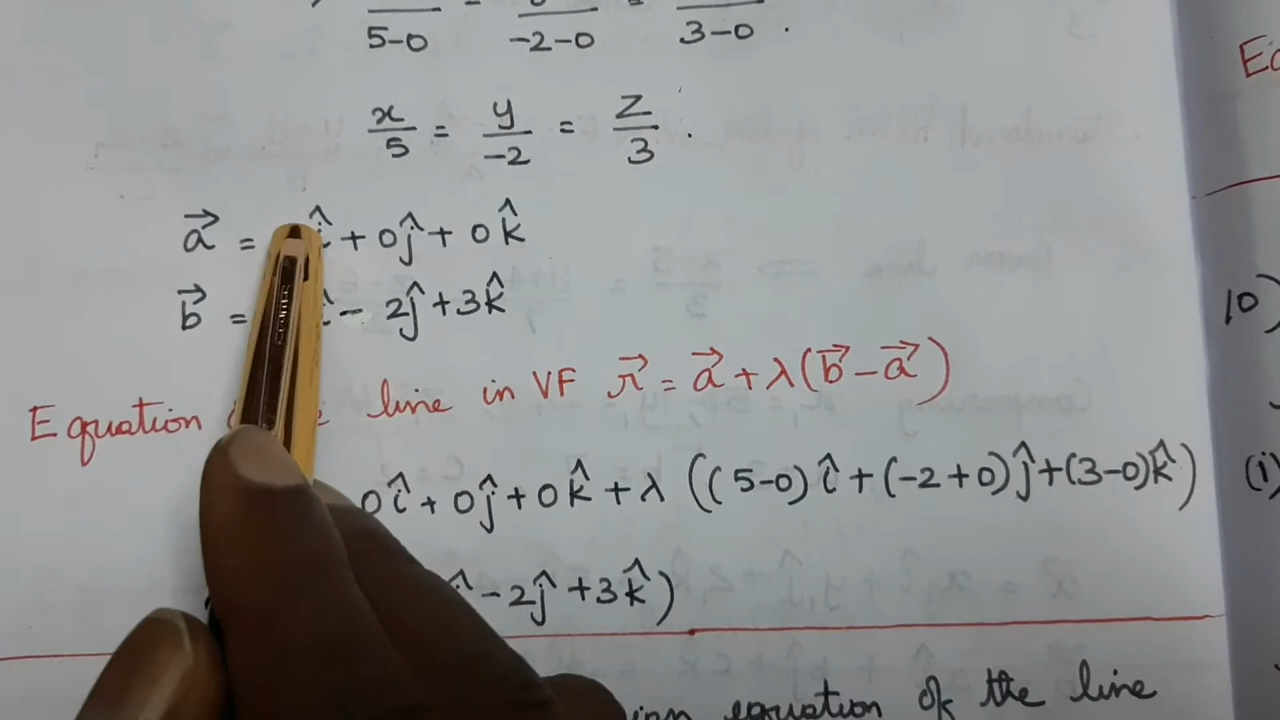 5-0   -2-0   3-0 .
x/5 = y/-2 = z/3 .
a⃗ = î + 0ĵ + 0k̂
b⃗ = î - 2ĵ + 3k̂
Equation line in VF r⃗ = a⃗ + λ(b⃗ - a⃗)
0î + 0ĵ + 0k̂ + λ ((5-0)î + (-2+0)ĵ + (3-0)k̂)
- 2ĵ + 3k̂)
equation of the line
10)
(i)